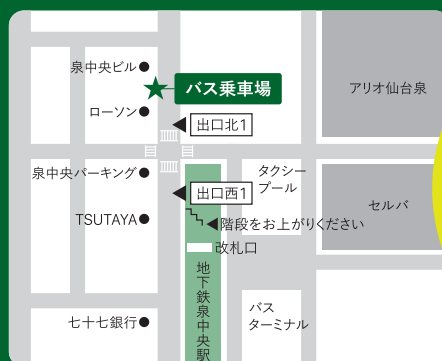 泉中央ビル
バス乗車場
アリオ仙台泉
ローソン
出口北1
泉中央パーキング
タクシー
プール
出口西1
セルバ
TSUTAYA
階段をお上がりください
改札口
地下鉄泉中央駅
バス
ターミナル
七十七銀行